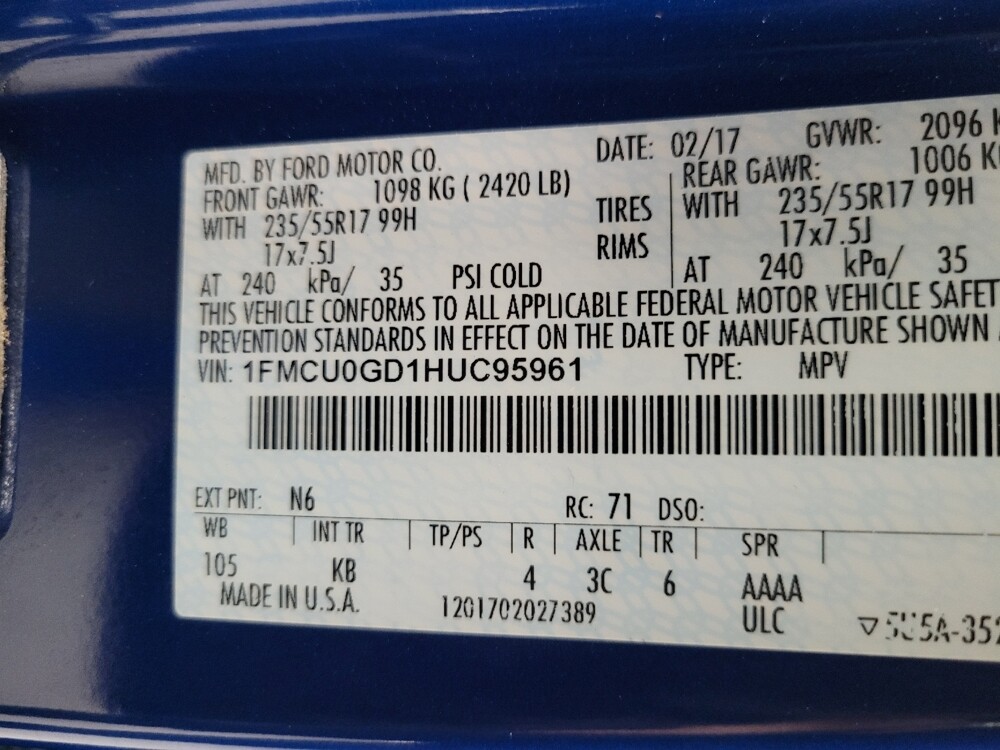 MFD. BY FORD MOTOR CO. DATE: 02/17 GVWR: 2096
FRONT GAWR: 1098 KG ( 2420 LB) REAR GAWR: 1006
WITH 235/55R17 99H TIRES WITH 235/55R17 99H
17x7.5J RIMS 17x7.5J
AT 240 kPa/ 35 PSI COLD AT 240 kPa/ 35
THIS VEHICLE CONFORMS TO ALL APPLICABLE FEDERAL MOTOR VEHICLE SAFET
PREVENTION STANDARDS IN EFFECT ON THE DATE OF MANUFACTURE SHOWN
VIN: 1FMCU0GD1HUC95961 TYPE: MPV
EXT PNT: N6 RC: 71 DSO:
WB INT TR TP/PS R AXLE TR SPR
105 KB 4 3C 6 AAAA
MADE IN U.S.A. 1201702027389 ULC